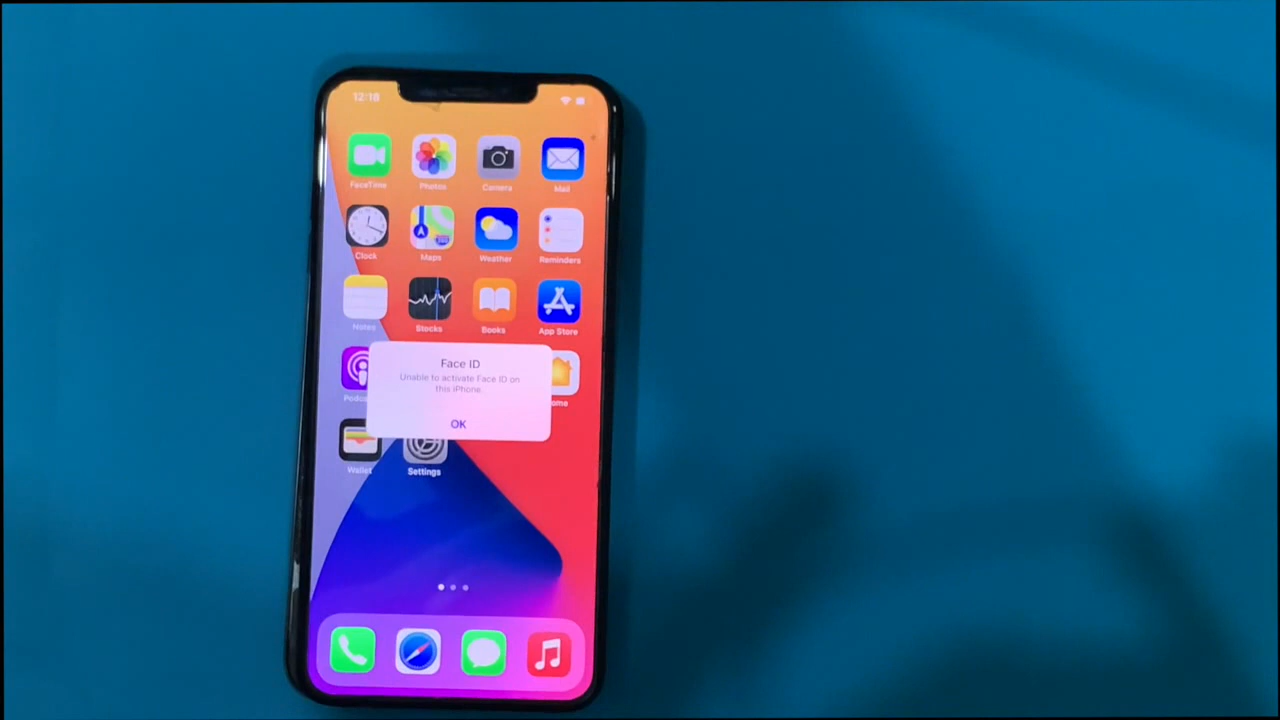 12:18
FaceTime Photos Camera Mail
Clock Maps Weather Reminders
Notes Stocks Books App Store
Face ID
Unable to activate Face ID on
this iPhone.
OK
Wallet Settings